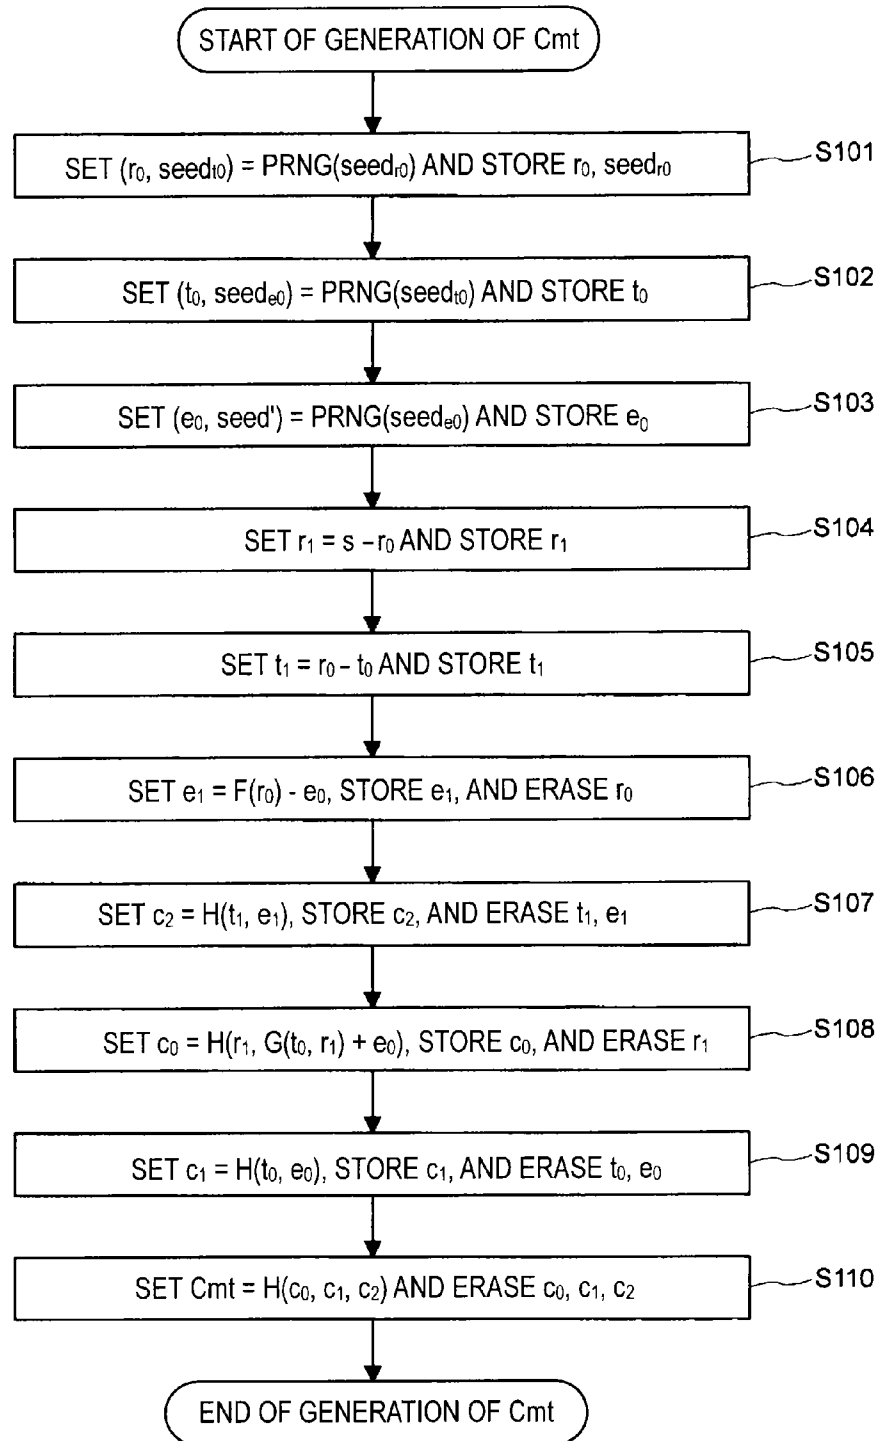 START OF GENERATION OF Cmt
SET (r₀, seedₜ₀) = PRNG(seedᵣ₀) AND STORE r₀, seedᵣ₀
S101
SET (t₀, seedₑ₀) = PRNG(seedₜ₀) AND STORE t₀
S102
SET (e₀, seed') = PRNG(seedₑ₀) AND STORE e₀
S103
SET r₁ = s – r₀ AND STORE r₁
S104
SET t₁ = r₀ - t₀ AND STORE t₁
S105
SET e₁ = F(r₀) - e₀, STORE e₁, AND ERASE r₀
S106
SET c₂ = H(t₁, e₁), STORE c₂, AND ERASE t₁, e₁
S107
SET c₀ = H(r₁, G(t₀, r₁) + e₀), STORE c₀, AND ERASE r₁
S108
SET c₁ = H(t₀, e₀), STORE c₁, AND ERASE t₀, e₀
S109
SET Cmt = H(c₀, c₁, c₂) AND ERASE c₀, c₁, c₂
S110
END OF GENERATION OF Cmt